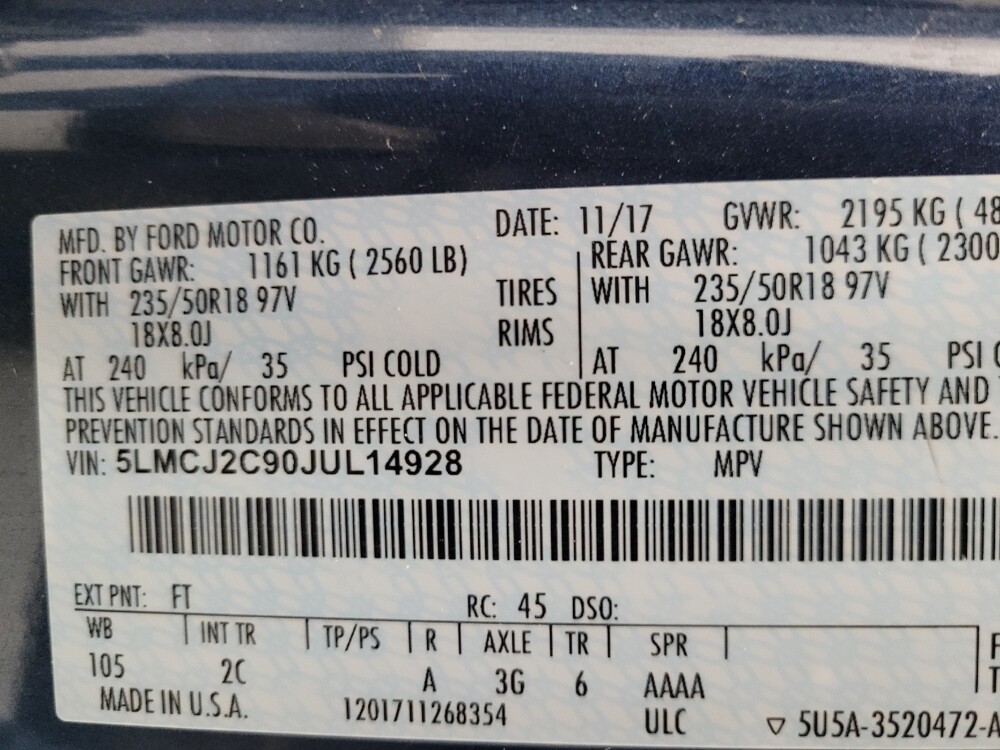 MFD. BY FORD MOTOR CO. DATE: 11/17 GVWR: 2195 KG ( 48
FRONT GAWR: 1161 KG ( 2560 LB) REAR GAWR: 1043 KG ( 2300
WITH 235/50R18 97V TIRES WITH 235/50R18 97V
18X8.0J RIMS 18X8.0J
AT 240 kPa/ 35 PSI COLD AT 240 kPa/ 35 PSI
THIS VEHICLE CONFORMS TO ALL APPLICABLE FEDERAL MOTOR VEHICLE SAFETY AND
PREVENTION STANDARDS IN EFFECT ON THE DATE OF MANUFACTURE SHOWN ABOVE.
VIN: 5LMCJ2C90JUL14928 TYPE: MPV
EXT PNT: FT RC: 45 DSO:
WB INT TR TP/PS R AXLE TR SPR
105 2C A 3G 6 AAAA
MADE IN U.S.A. 1201711268354 ULC ▽ 5U5A-3520472-A